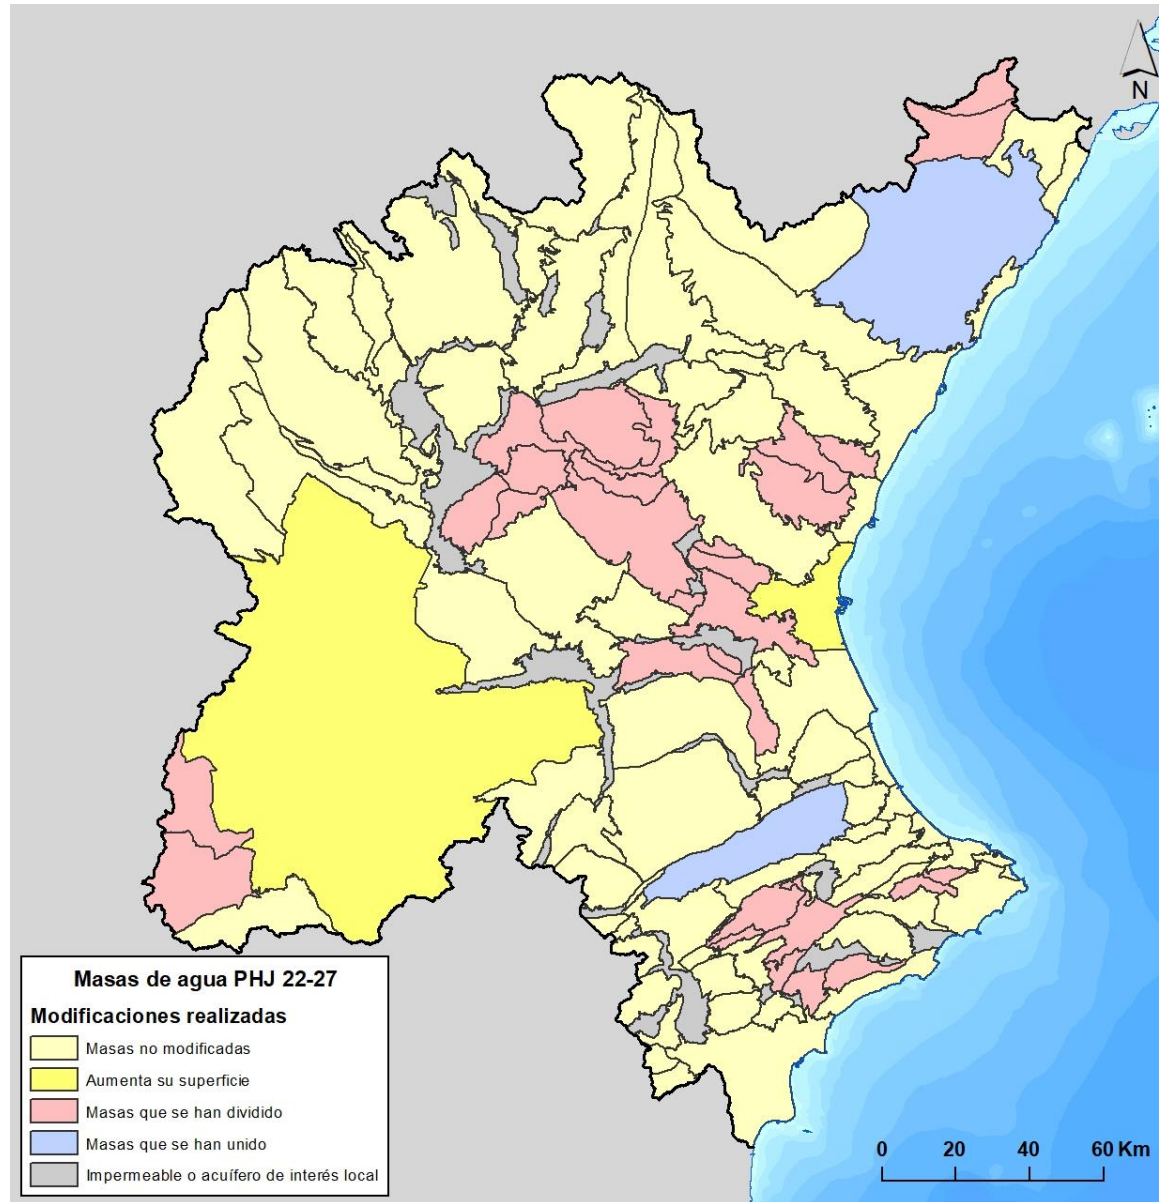 N
Masas de agua PHJ 22-27
Modificaciones realizadas
Masas no modificadas
Aumenta su superficie
Masas que se han dividido
Masas que se han unido
Impermeable o acuífero de interés local
0 20 40 60 Km